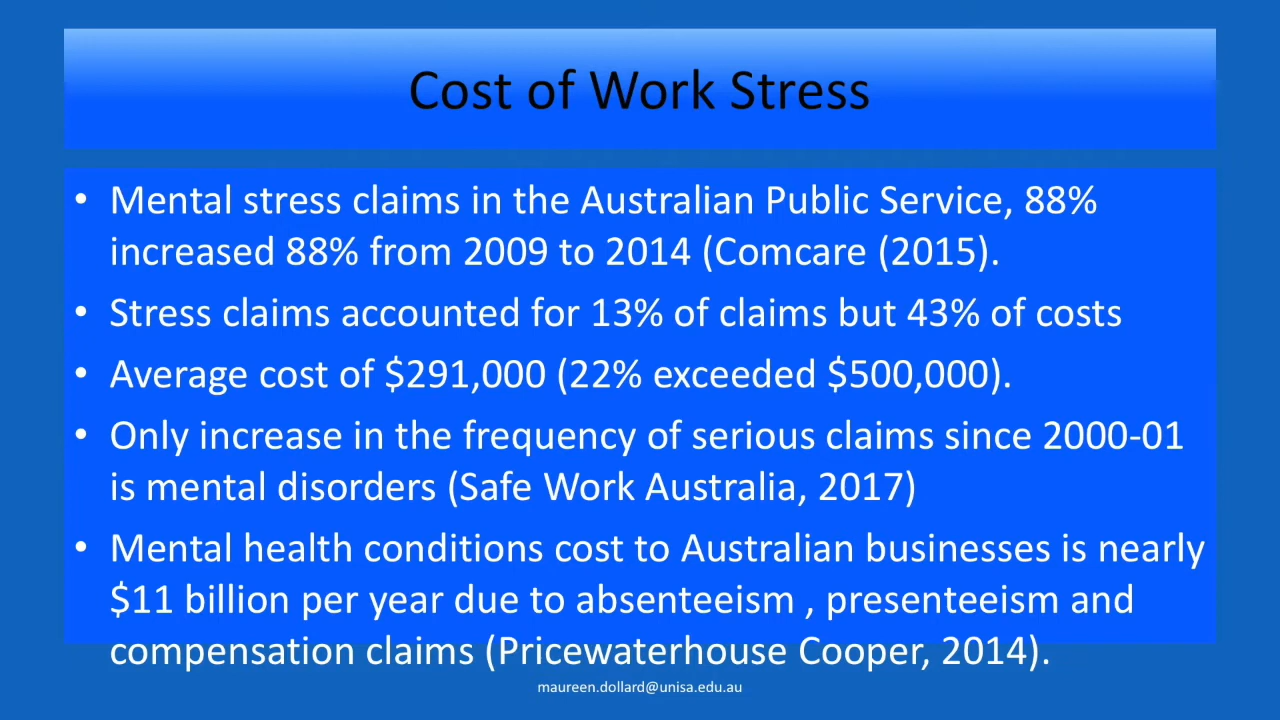 Cost of Work Stress
• Mental stress claims in the Australian Public Service, 88%
increased 88% from 2009 to 2014 (Comcare (2015).
• Stress claims accounted for 13% of claims but 43% of costs
• Average cost of $291,000 (22% exceeded $500,000).
• Only increase in the frequency of serious claims since 2000-01
is mental disorders (Safe Work Australia, 2017)
• Mental health conditions cost to Australian businesses is nearly
$11 billion per year due to absenteeism , presenteeism and
compensation claims (Pricewaterhouse Cooper, 2014).
maureen.dollard@unisa.edu.au